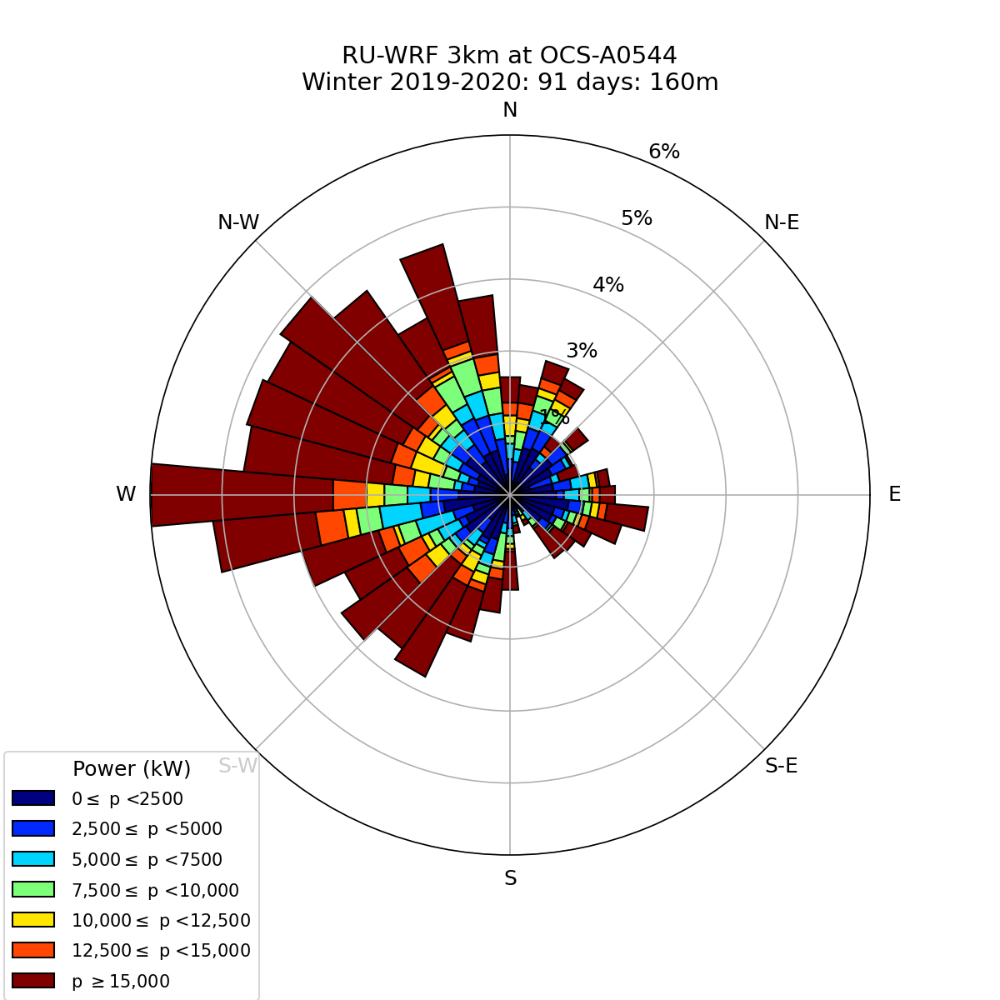 RU-WRF 3km at OCS-A0544
Winter 2019-2020: 91 days: 160m
N
6%
N-W
N-E
5%
4%
3%
1%
W
E
S-W
S-E
S
Power (kW)
0≤ p <2500
2,500≤ p <5000
5,000≤ p <7500
7,500≤ p <10,000
10,000≤ p <12,500
12,500≤ p <15,000
p ≥15,000